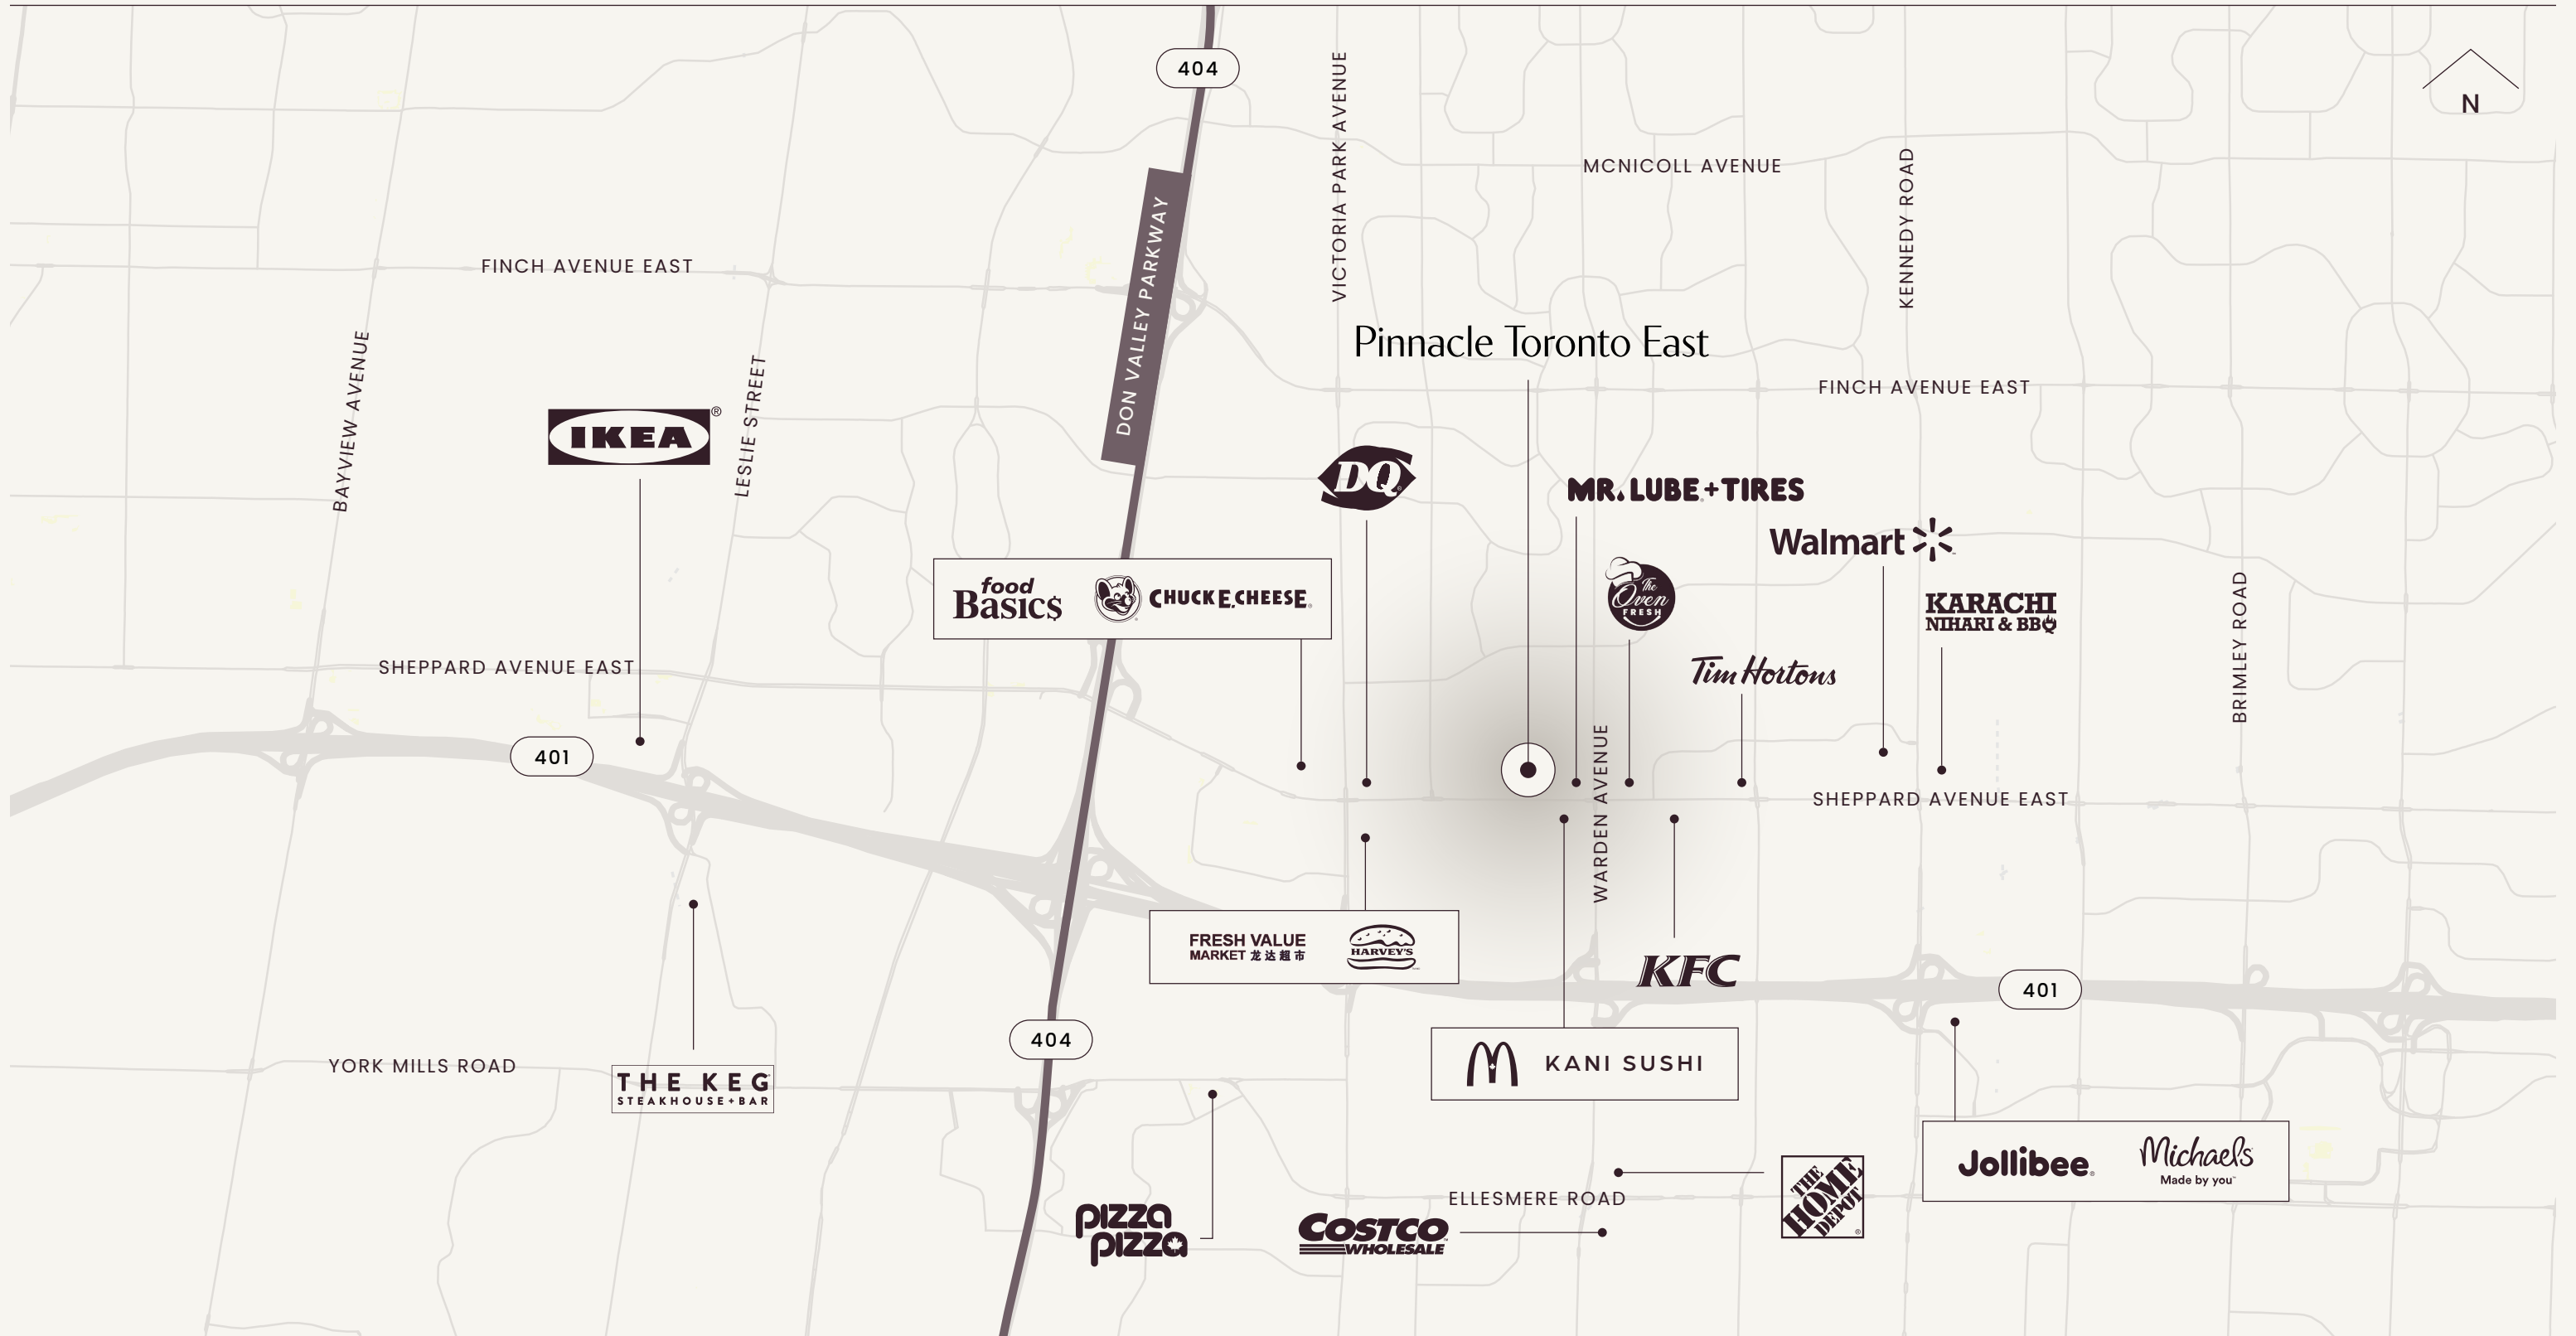 404
N
VICTORIA PARK AVENUE
MCNICOLL AVENUE
KENNEDY ROAD
DON VALLEY PARKWAY
FINCH AVENUE EAST
Pinnacle Toronto East
BAYVIEW AVENUE
LESLIE STREET
FINCH AVENUE EAST
IKEA®
DQ
MR. LUBE + TIRES
Walmart
food
Basic$
CHUCK E. CHEESE
The
Oven
FRESH
KARACHI
NIHARI & BBQ
BRIMLEY ROAD
SHEPPARD AVENUE EAST
Tim Hortons
401
WARDEN AVENUE
SHEPPARD AVENUE EAST
FRESH VALUE
MARKET 龙达超市
HARVEY'S
KFC
401
404
KANI SUSHI
YORK MILLS ROAD
THE KEG
STEAKHOUSE + BAR
Jollibee
Michaels
Made by you™
ELLESMERE ROAD
THE
HOME
DEPOT
®
pizza
pizza
COSTCO
WHOLESALE